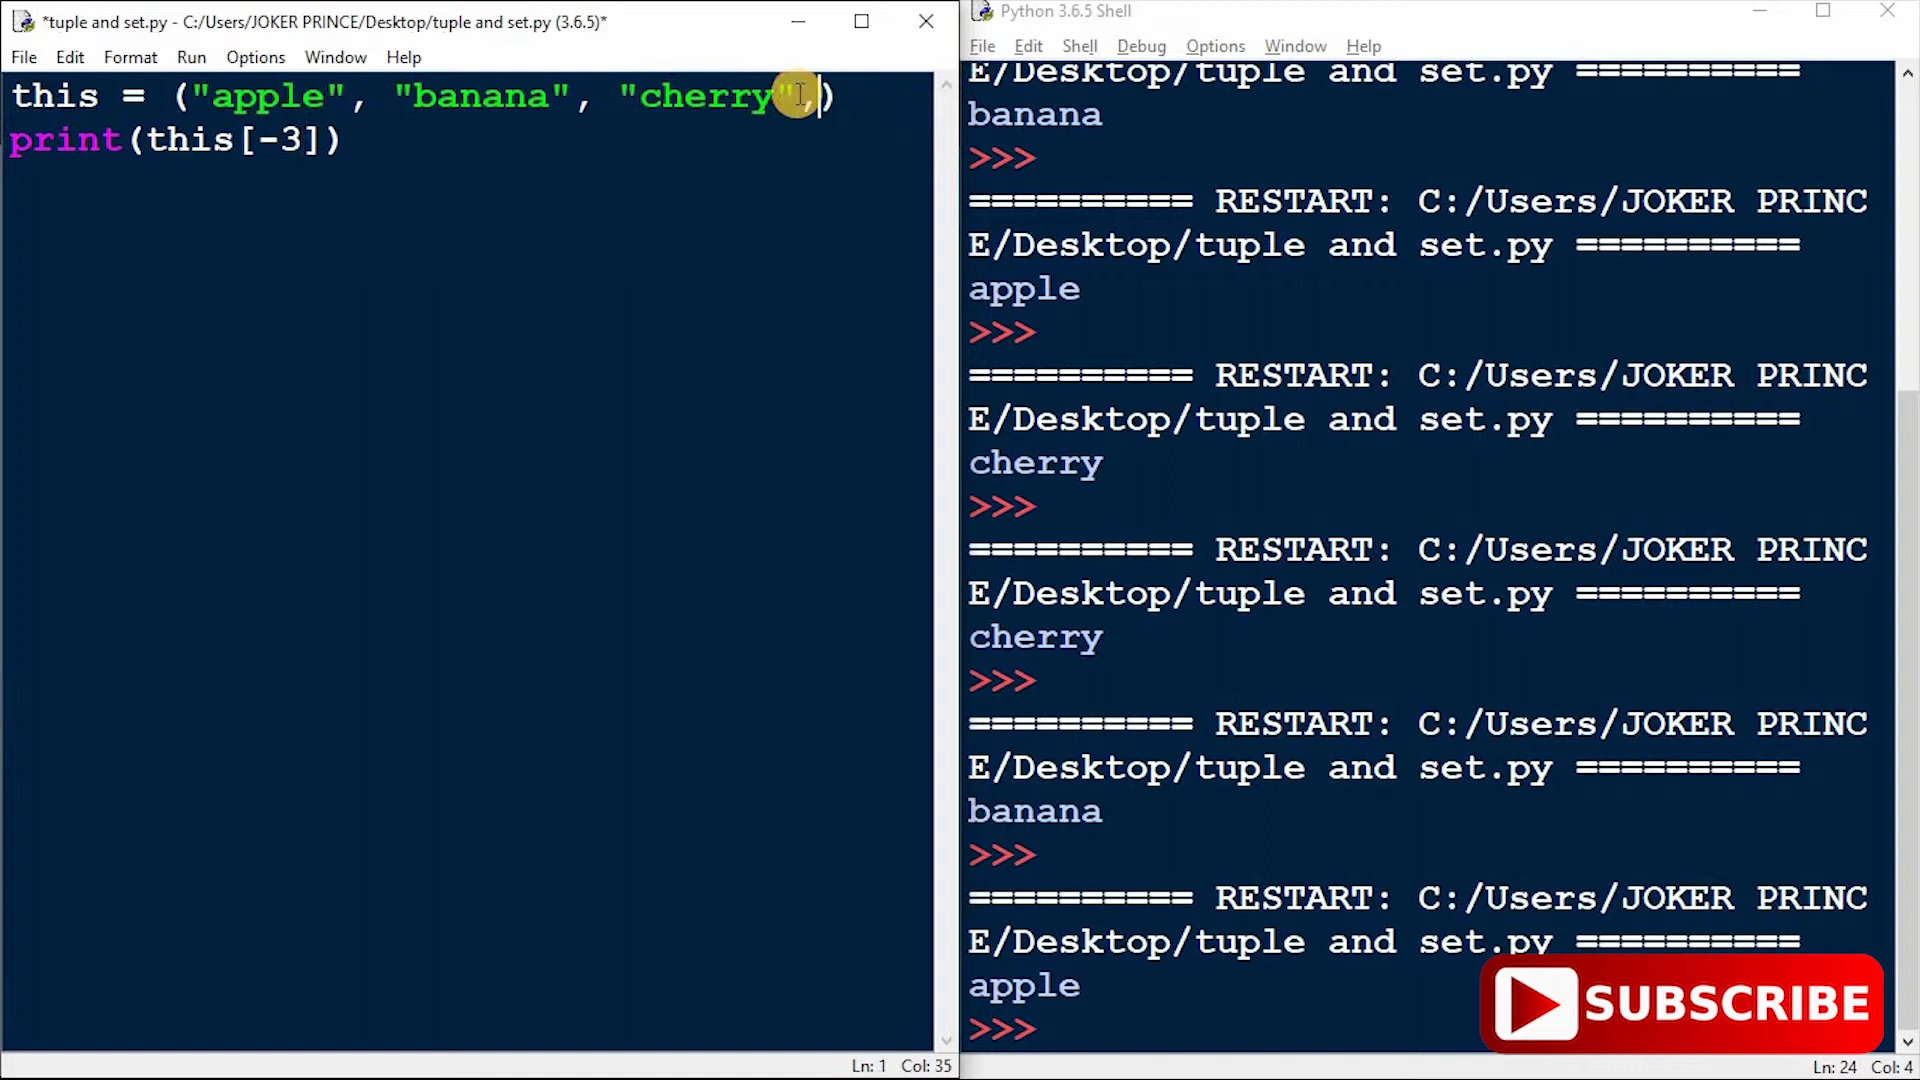 *tuple and set.py - C:/Users/JOKER PRINCE/Desktop/tuple and set.py (3.6.5)*
File Edit Format Run Options Window Help
this = ("apple", "banana", "cherry",)
print(this[-3])
Ln: 1 Col: 35
Python 3.6.5 Shell
File Edit Shell Debug Options Window Help
E/Desktop/tuple and set.py ==========
banana
>>>
========== RESTART: C:/Users/JOKER PRINC
E/Desktop/tuple and set.py ==========
apple
>>>
========== RESTART: C:/Users/JOKER PRINC
E/Desktop/tuple and set.py ==========
cherry
>>>
========== RESTART: C:/Users/JOKER PRINC
E/Desktop/tuple and set.py ==========
cherry
>>>
========== RESTART: C:/Users/JOKER PRINC
E/Desktop/tuple and set.py ==========
banana
>>>
========== RESTART: C:/Users/JOKER PRINC
E/Desktop/tuple and set.py ==========
apple
>>>
SUBSCRIBE
Ln: 24 Col: 4